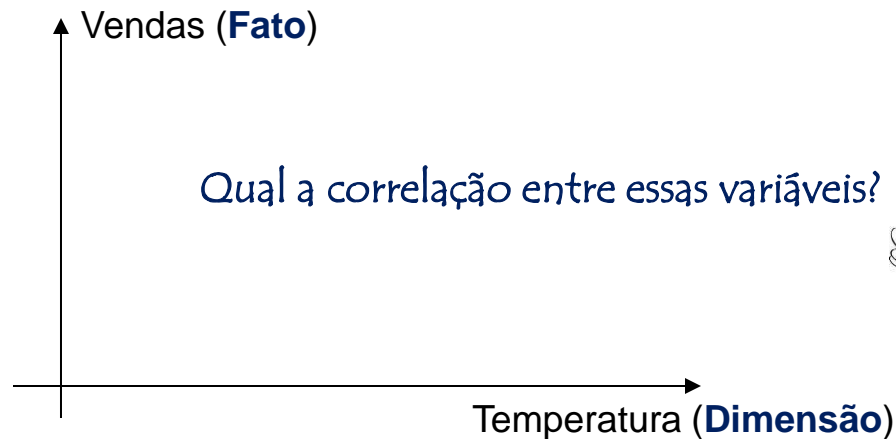 Vendas (Fato)
Qual a correlação entre essas variáveis?
Temperatura (Dimensão)